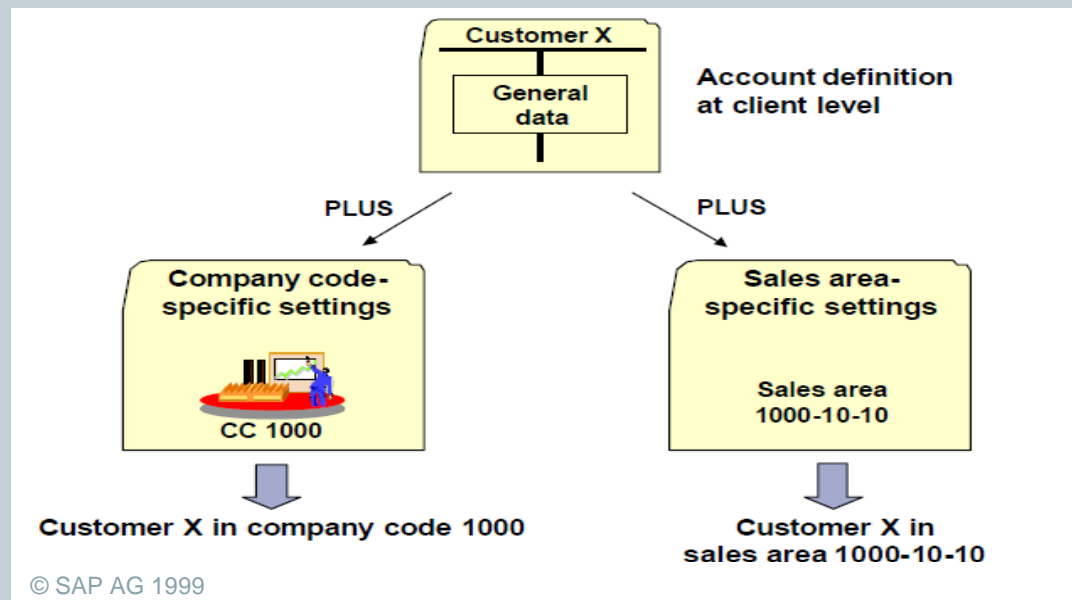 Customer X
General
data
Account definition
at client level
PLUS
PLUS
Company code-
specific settings
CC 1000
Sales area-
specific settings
Sales area
1000-10-10
Customer X in company code 1000
Customer X in
sales area 1000-10-10
© SAP AG 1999